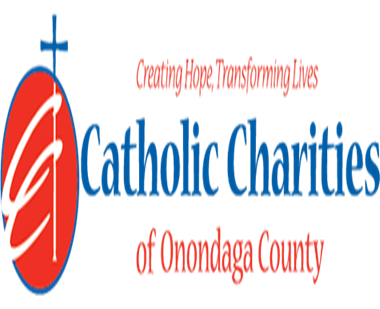 Creating Hope, Transforming Lives
Catholic Charities
of Onondaga County